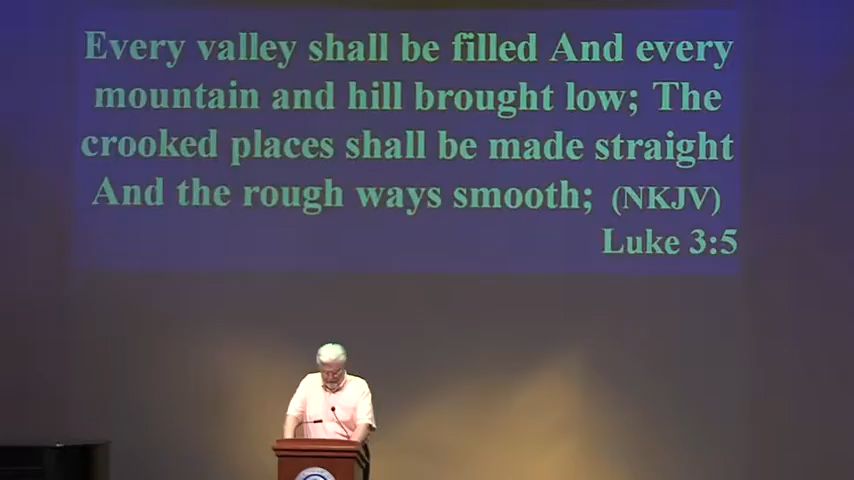 Every valley shall be filled And every
mountain and hill brought low; The
crooked places shall be made straight
And the rough ways smooth; (NKJV)
Luke 3:5